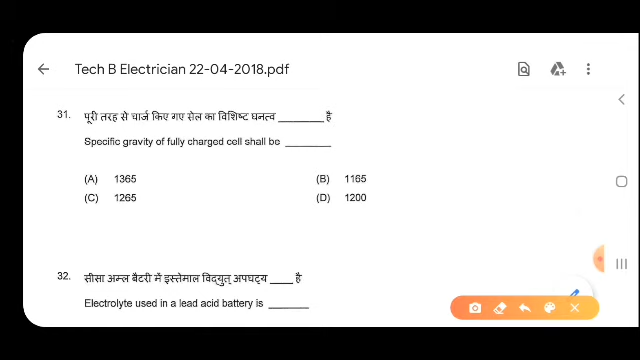 Tech B Electrician 22-04-2018.pdf
31. पूरी तरह से चार्ज किए गए सेल का विशिष्ट घनत्व ________ है
Specific gravity of fully charged cell shall be ________
(A) 1365 (B) 1165
(C) 1265 (D) 1200
32. सीसा अम्ल बैटरी में इस्तेमाल विद्युत् अपघट्य ____ है
Electrolyte used in a lead acid battery is _______